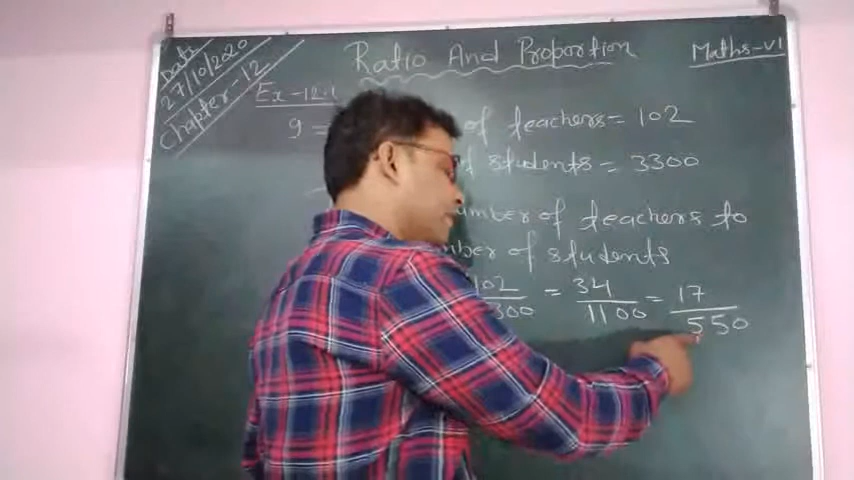 Date
27/10/2020
Chapter-12
Ratio And Proportion
Maths-VI
Ex-12.1
9 = of teachers = 102
of students = 3300
umber of teachers to
mber of students
102/300 = 34/1100 = 17/550